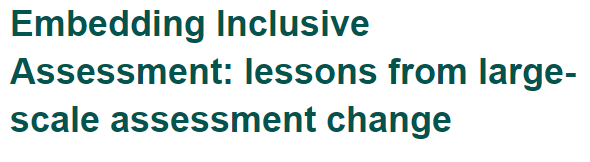 Embedding Inclusive
Assessment: lessons from large-
scale assessment change